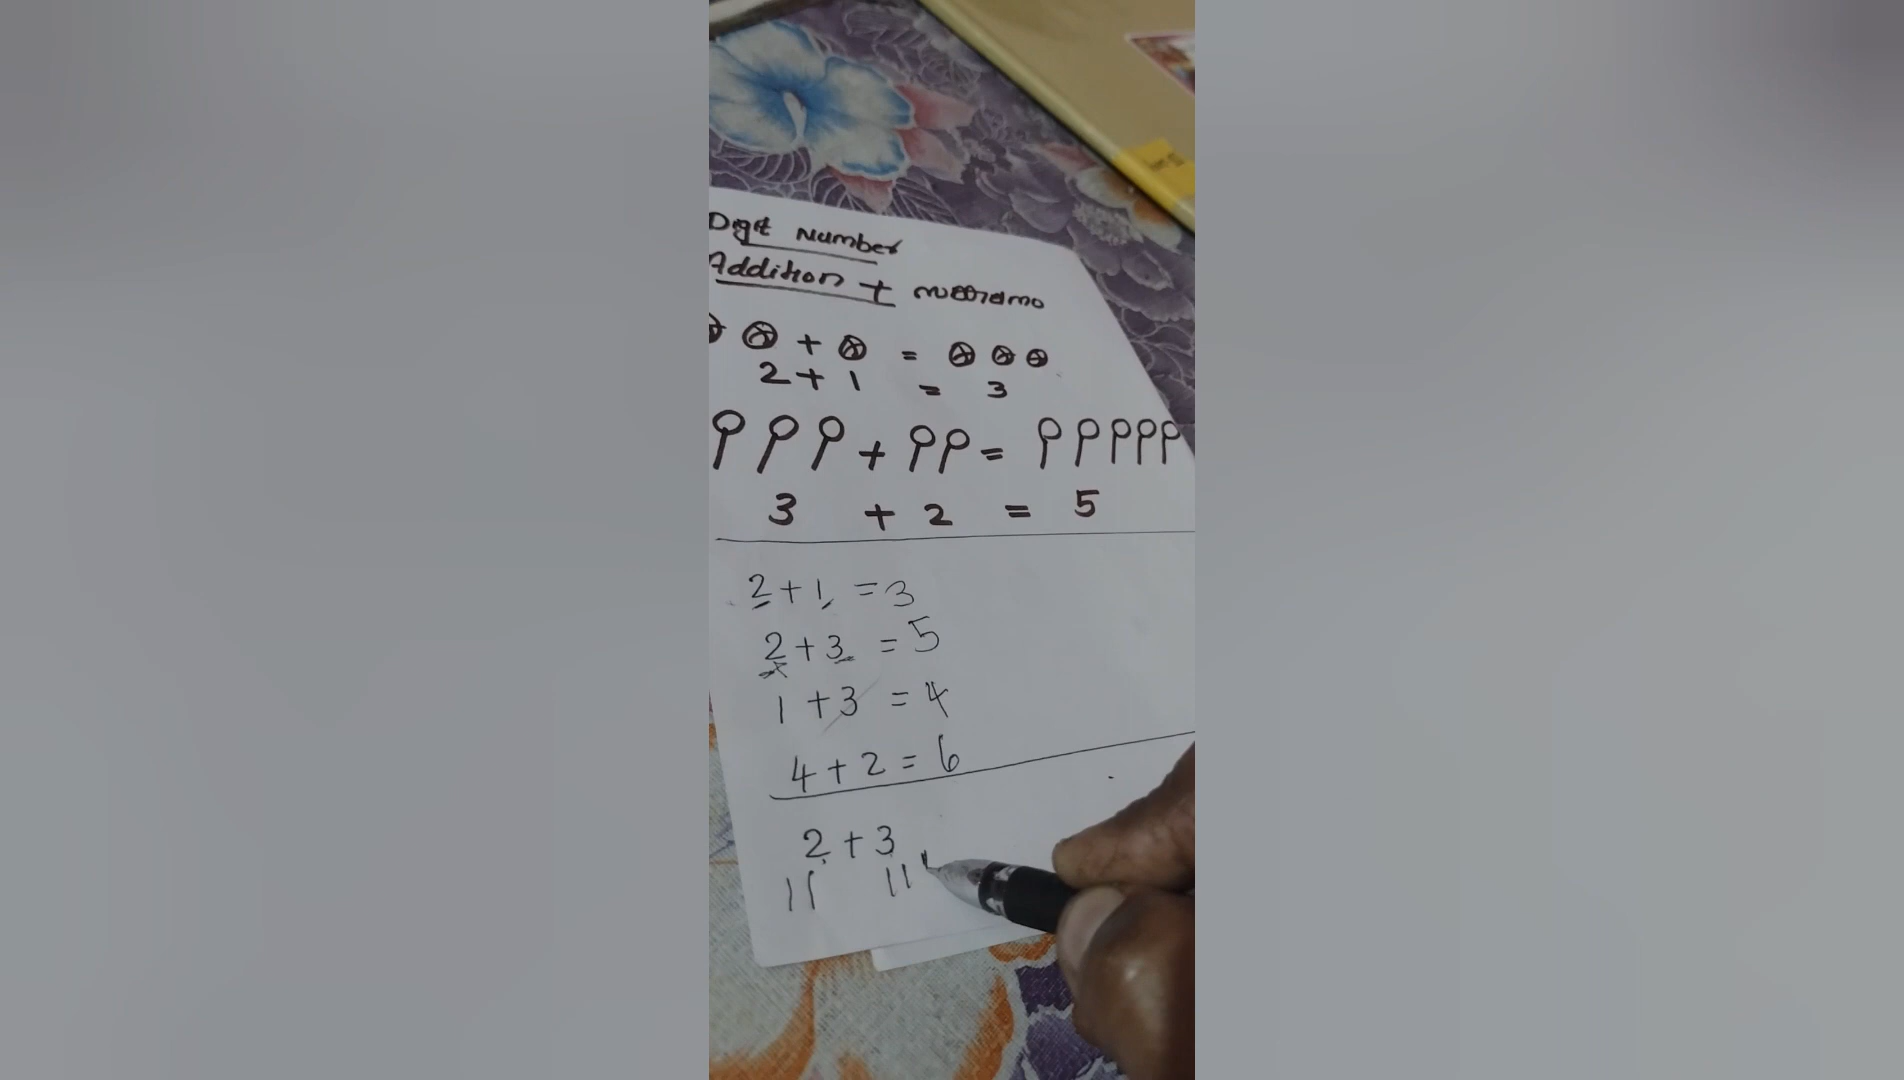 Digit Number
Addition +
+ =
2 + 1 = 3
+ =
3 + 2 = 5
2 + 1 = 3
2 + 3 = 5
1 + 3 = 4
4 + 2 = 6
2 + 3